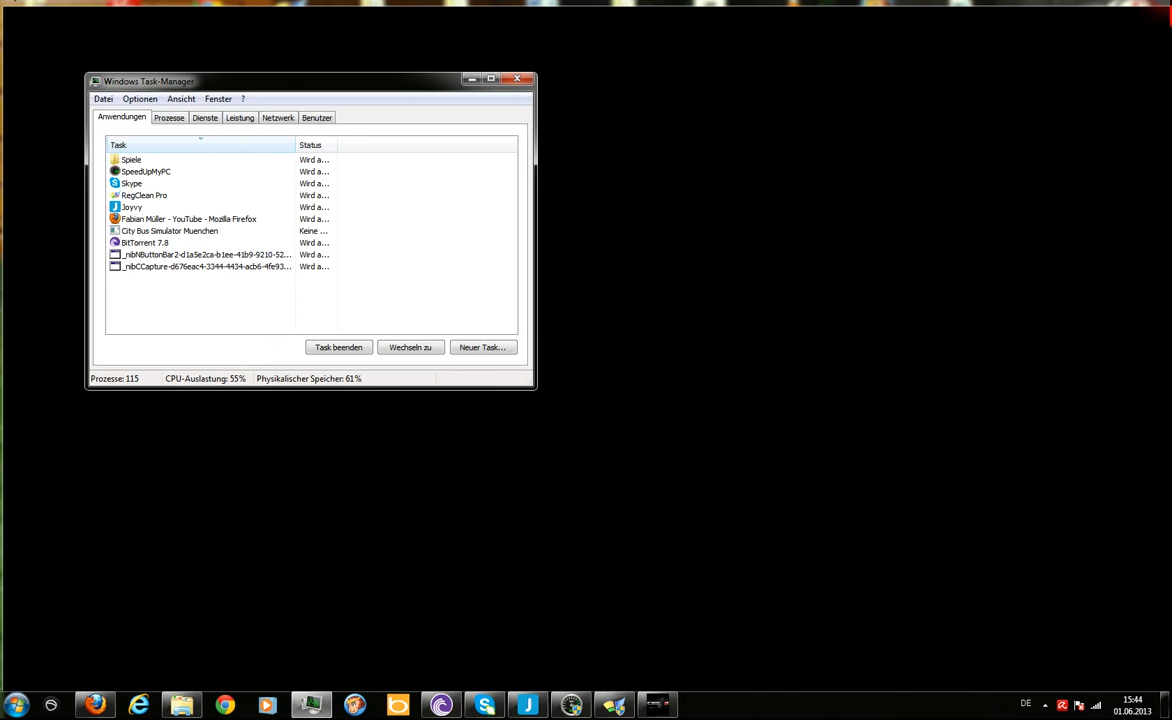 Windows Task-Manager
Datei Optionen Ansicht Fenster ?
Anwendungen Prozesse Dienste Leistung Netzwerk Benutzer
Task Status
Spiele Wird a...
SpeedUpMyPC Wird a...
Skype Wird a...
RegClean Pro Wird a...
Joyvy Wird a...
Fabian Müller - YouTube - Mozilla Firefox Wird a...
City Bus Simulator Muenchen Keine ...
BitTorrent 7.8 Wird a...
_nibNButtonBar2-d1a5e2ca-b1ee-41b9-9210-52... Wird a...
_nibCCapture-d676eac4-3344-4434-acb6-4fe93... Wird a...
Task beenden Wechseln zu Neuer Task...
Prozesse: 115 CPU-Auslastung: 55% Physikalischer Speicher: 61%
DE 15:44
01.06.2013